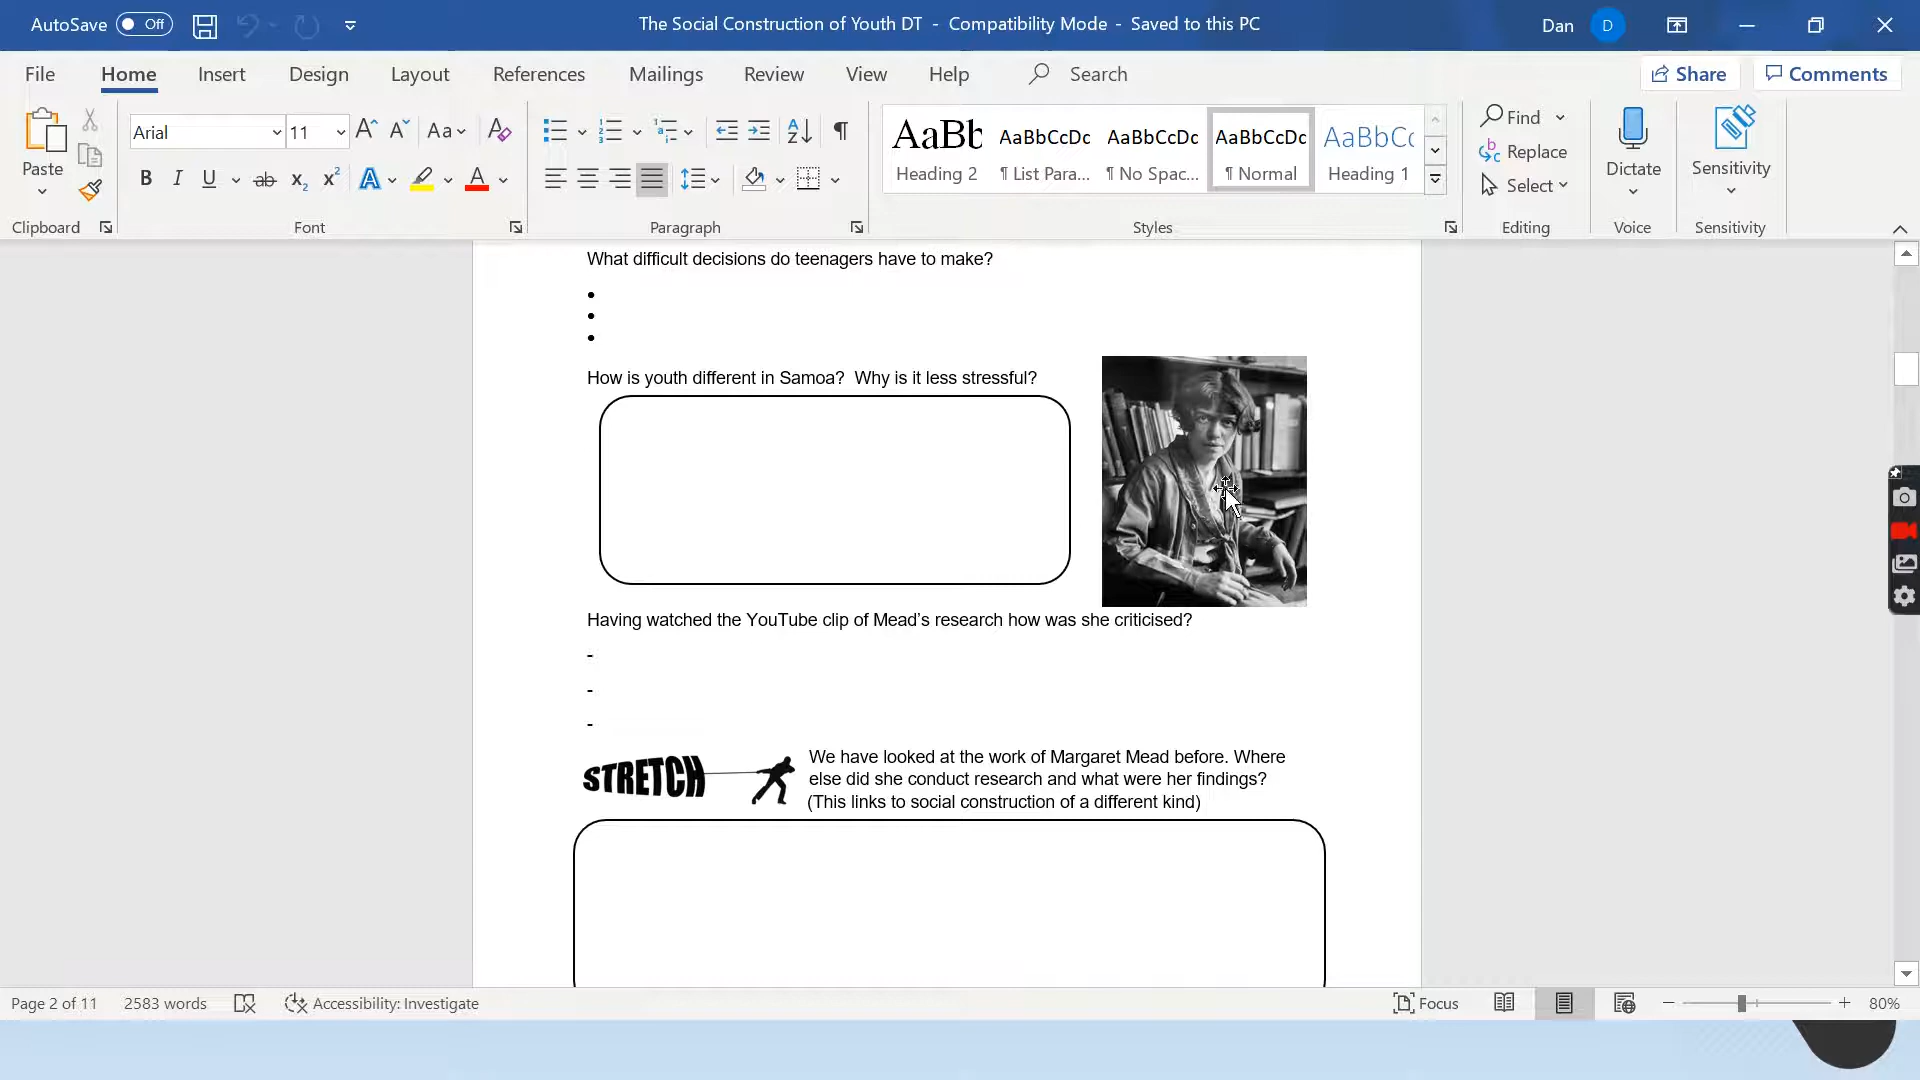 AutoSave Off
The Social Construction of Youth DT - Compatibility Mode - Saved to this PC
Dan D
File Home Insert Design Layout References Mailings Review View Help Search Share Comments
Paste
Arial 11
Aa
B I U ab x2 x2 A A
AaBb AaBbCcDc AaBbCcDc AaBbCcDc AaBbCc
Heading 2 ¶ List Para... ¶ No Spac... ¶ Normal Heading 1
Find
Replace
Select
Dictate
Sensitivity
Clipboard Font Paragraph Styles Editing Voice Sensitivity
What difficult decisions do teenagers have to make?
•
•
•
How is youth different in Samoa?  Why is it less stressful?
Having watched the YouTube clip of Mead's research how was she criticised?
-
-
-
STRETCH
We have looked at the work of Margaret Mead before. Where
else did she conduct research and what were her findings?
(This links to social construction of a different kind)
Page 2 of 11 2583 words Accessibility: Investigate Focus 80%